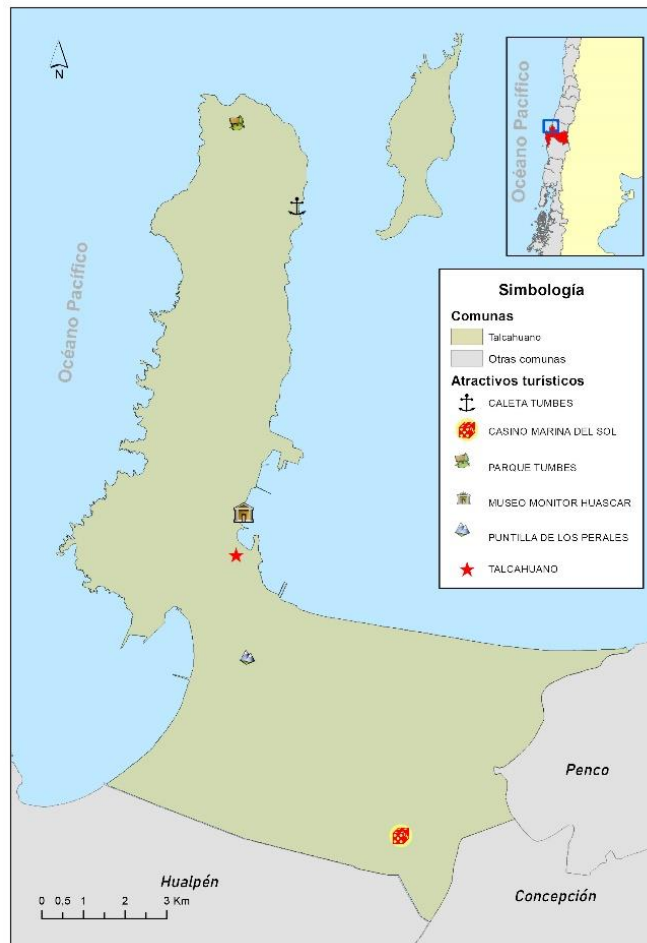 N
Océano Pacífico
Océano Pacífico
Simbología
Comunas
Talcahuano
Otras comunas
Atractivos turísticos
CALETA TUMBES
CASINO MARINA DEL SOL
PARQUE TUMBES
MUSEO MONITOR HUASCAR
PUNTILLA DE LOS PERALES
TALCAHUANO
Penco
Hualpén
Concepción
0 0,5 1 2 3 Km